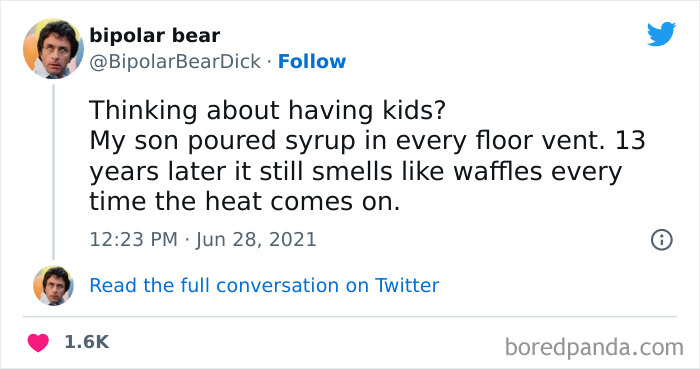 bipolar bear
@BipolarBearDick · Follow
Thinking about having kids?
My son poured syrup in every floor vent. 13
years later it still smells like waffles every
time the heat comes on.
12:23 PM · Jun 28, 2021
Read the full conversation on Twitter
1.6K
boredpanda.com